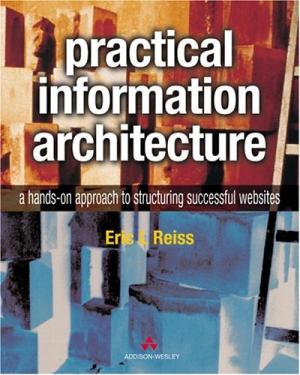 practical
information
architecture
a hands-on approach to structuring successful websites
Eric L Reiss
ADDISON-WESLEY